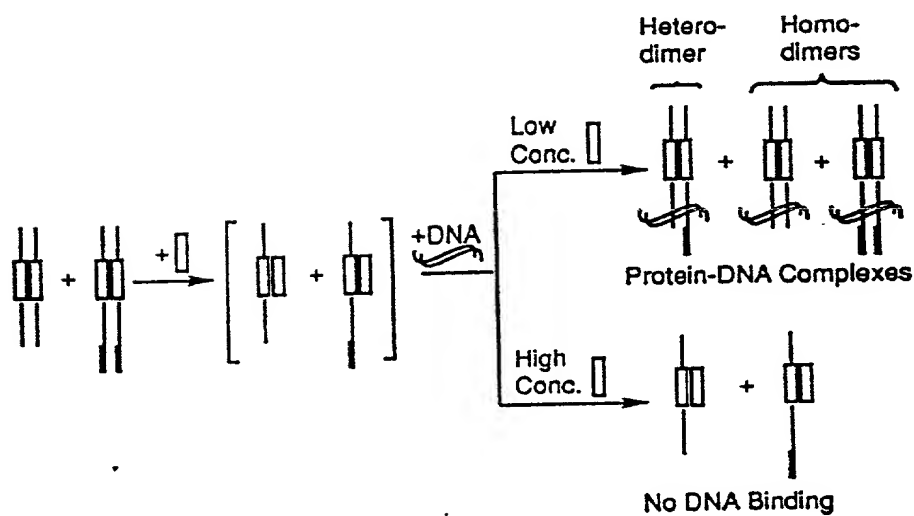 Hetero-
dimer
Homo-
dimers
Low
Conc.
+ +
+DNA
+
+
+
Protein-DNA Complexes
High
Conc.
+
No DNA Binding